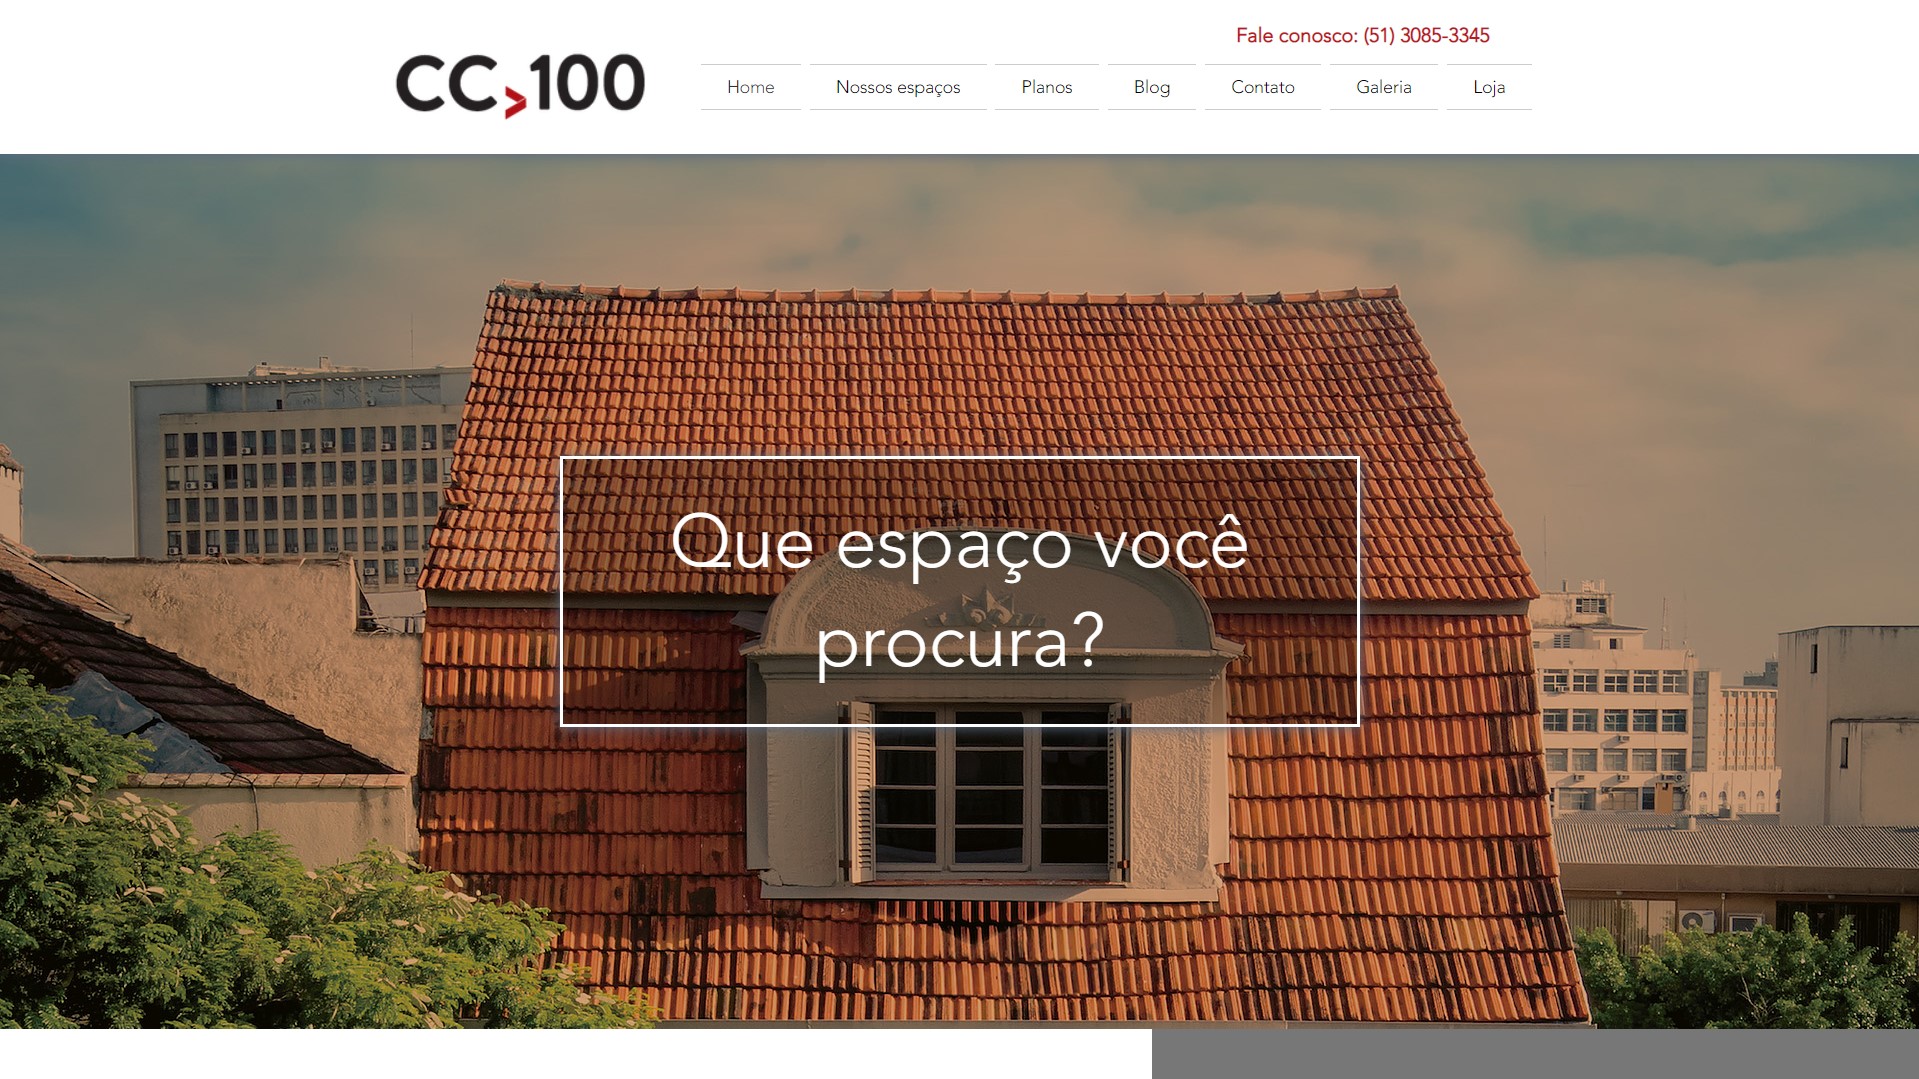 Fale conosco: (51) 3085-3345
CC>100
Home
Nossos espaços
Planos
Blog
Contato
Galeria
Loja
Que espaço você
procura?